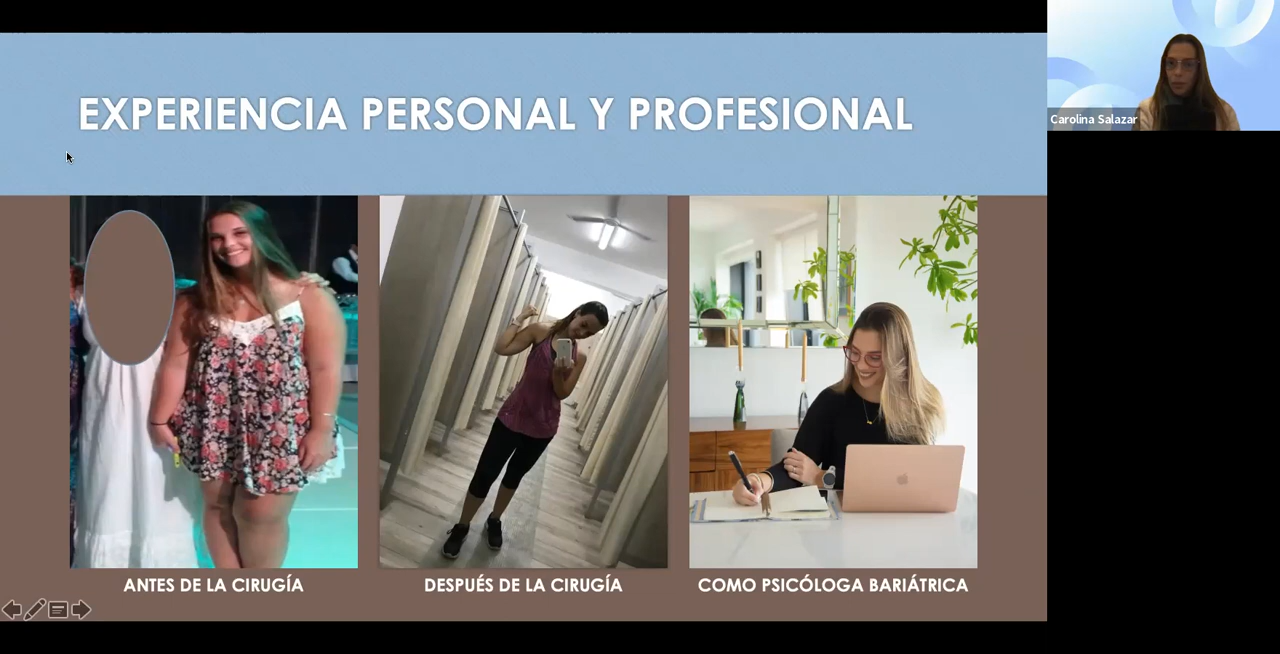 EXPERIENCIA PERSONAL Y PROFESIONAL
Carolina Salazar
ANTES DE LA CIRUGÍA
DESPUÉS DE LA CIRUGÍA
COMO PSICÓLOGA BARIÁTRICA